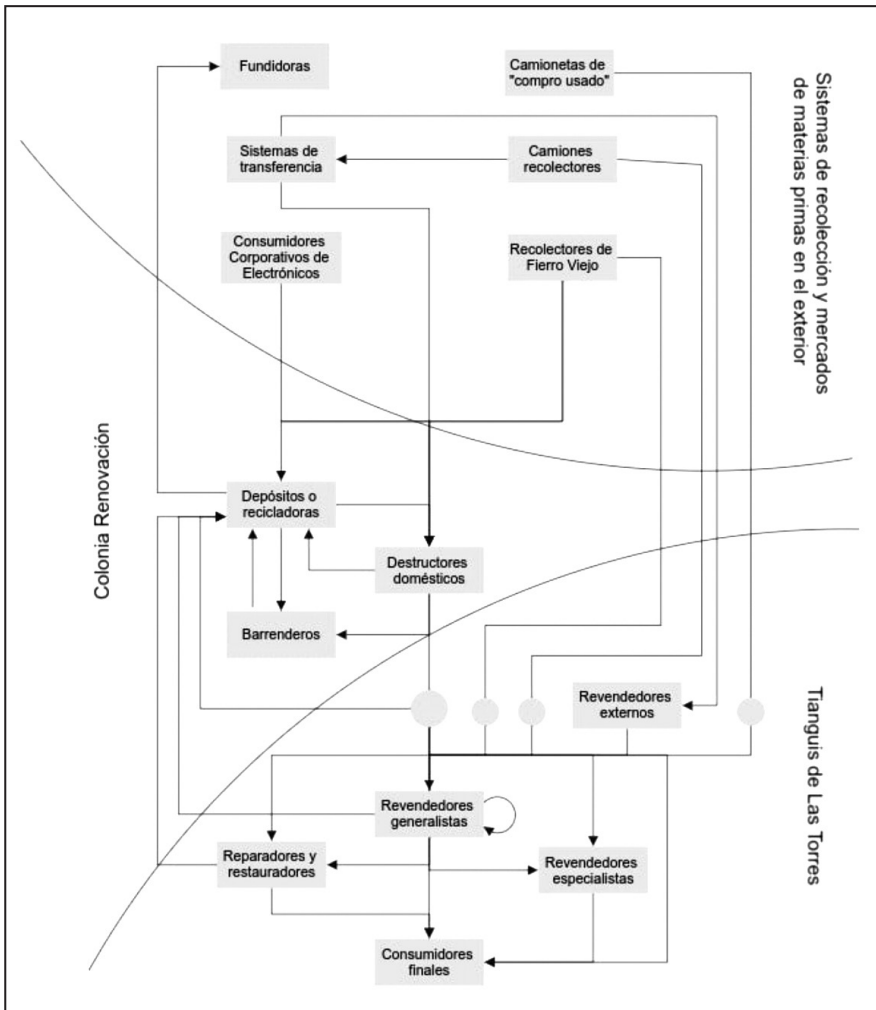 Fundidoras
Camionetas de
"compro usado"
Sistemas de recolección y mercados
de materias primas en el exterior
Sistemas de
transferencia
Camiones
recolectores
Consumidores
Corporativos de
Electrónicos
Recolectores de
Fierro Viejo
Colonia Renovación
Depósitos o
recicladoras
Destructores
domésticos
Barrenderos
Revendedores
externos
Tianguis de Las Torres
Revendedores
generalistas
Reparadores y
restauradores
Revendedores
especialistas
Consumidores
finales